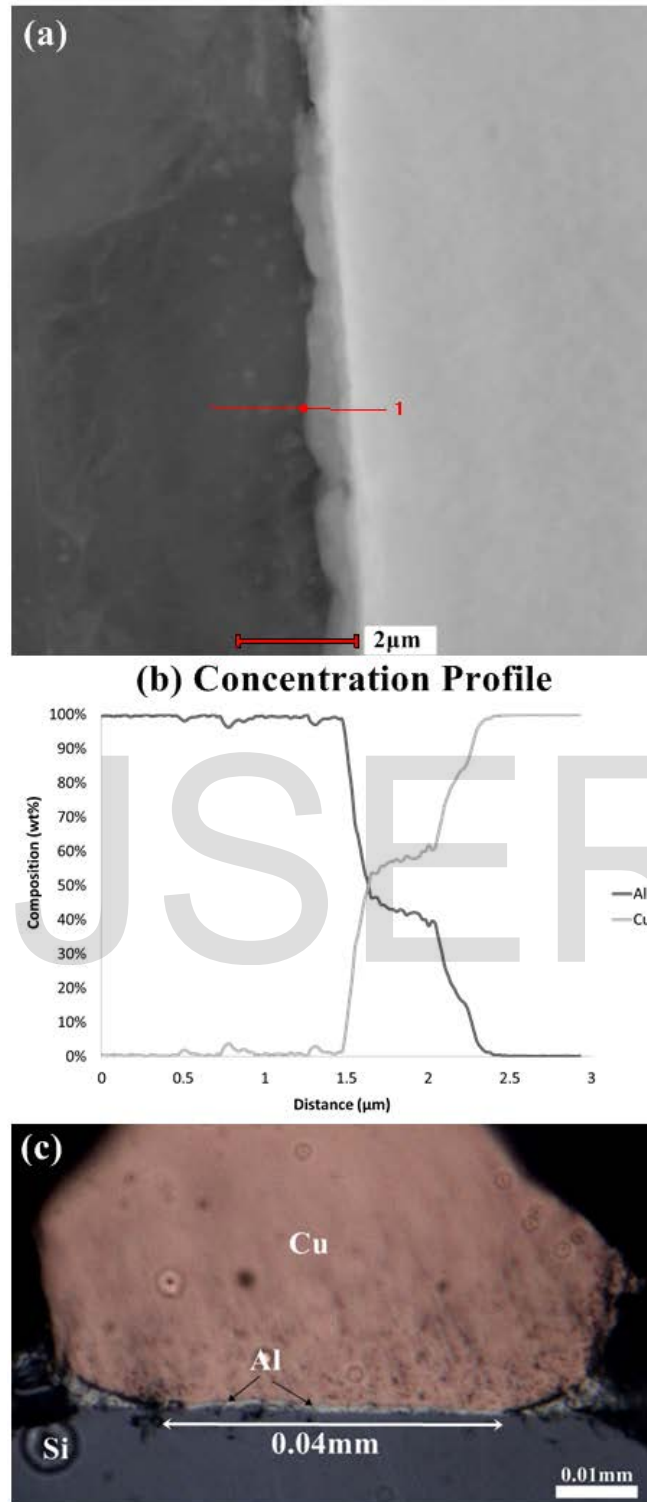 (a)
1
2μm
(b) Concentration Profile
100%
90%
80%
70%
60%
50%
40%
30%
20%
10%
0%
Composition (wt%)
0 0.5 1 1.5 2 2.5 3
Distance (μm)
Al
Cu
JSER
(c)
Cu
Al
0.04mm
Si
0.01mm